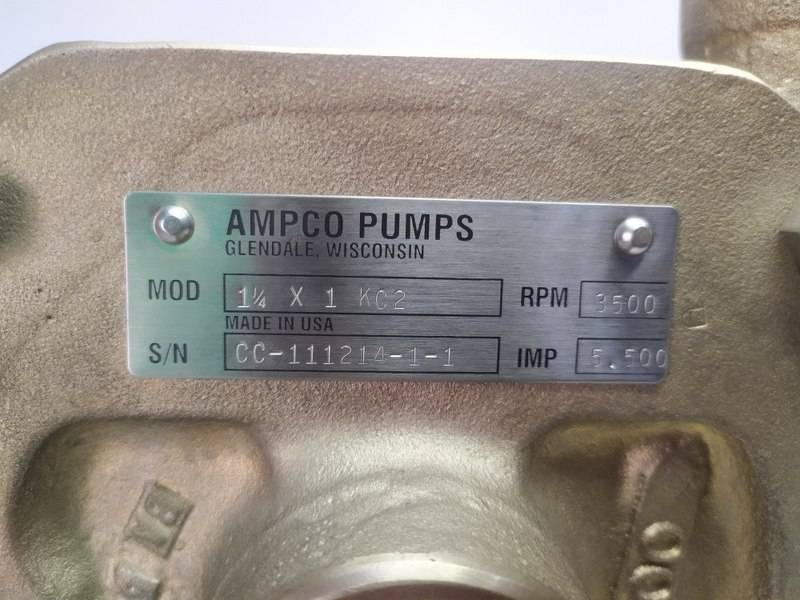 AMPCO PUMPS
GLENDALE, WISCONSIN
MOD 1¼ X 1 KC2 RPM 3500
MADE IN USA
S/N CC-111214-1-1 IMP 5.500